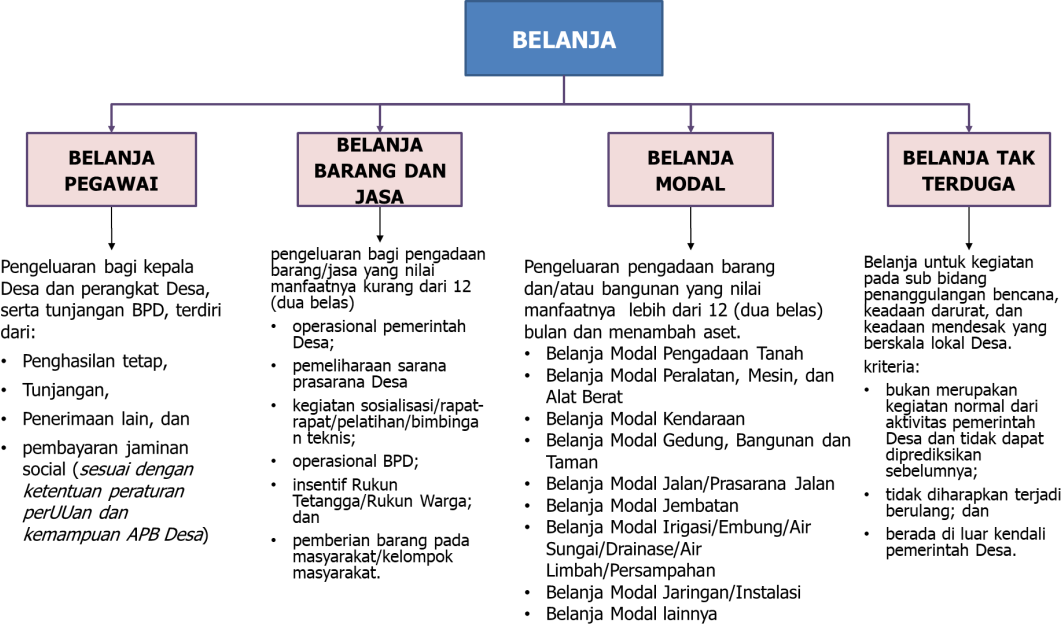 BELANJA
BELANJA
PEGAWAI
Pengeluaran bagi kepala
Desa dan perangkat Desa,
serta tunjangan BPD, terdiri
dari:
• Penghasilan tetap,
• Tunjangan,
• Penerimaan lain, dan
• pembayaran jaminan
social (sesuai dengan
ketentuan peraturan
perUUan dan
kemampuan APB Desa)
BELANJA
BARANG DAN
JASA
pengeluaran bagi pengadaan
barang/jasa yang nilai
manfaatnya kurang dari 12
(dua belas)
• operasional pemerintah
Desa;
• pemeliharaan sarana
prasarana Desa
• kegiatan sosialisasi/rapat-
rapat/pelatihan/bimbinga
n teknis;
• operasional BPD;
• insentif Rukun
Tetangga/Rukun Warga;
dan
• pemberian barang pada
masyarakat/kelompok
masyarakat.
BELANJA
MODAL
Pengeluaran pengadaan barang
dan/atau bangunan yang nilai
manfaatnya lebih dari 12 (dua belas)
bulan dan menambah aset.
• Belanja Modal Pengadaan Tanah
• Belanja Modal Peralatan, Mesin, dan
Alat Berat
• Belanja Modal Kendaraan
• Belanja Modal Gedung, Bangunan dan
Taman
• Belanja Modal Jalan/Prasarana Jalan
• Belanja Modal Jembatan
• Belanja Modal Irigasi/Embung/Air
Sungai/Drainase/Air
Limbah/Persampahan
• Belanja Modal Jaringan/Instalasi
• Belanja Modal lainnya
BELANJA TAK
TERDUGA
Belanja untuk kegiatan
pada sub bidang
penanggulangan bencana,
keadaan darurat, dan
keadaan mendesak yang
berskala lokal Desa.
kriteria:
• bukan merupakan
kegiatan normal dari
aktivitas pemerintah
Desa dan tidak dapat
diprediksikan
sebelumnya;
• tidak diharapkan terjadi
berulang; dan
• berada di luar kendali
pemerintah Desa.